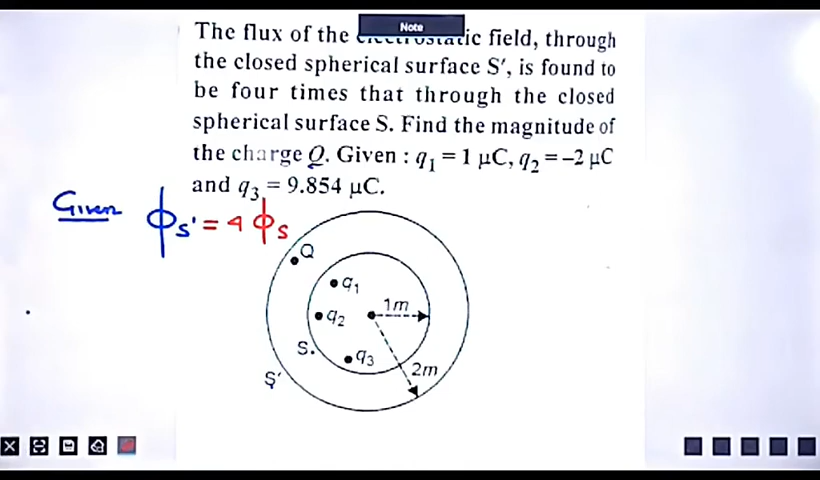 Note
The flux of the electrostatic field, through
the closed spherical surface S′, is found to
be four times that through the closed
spherical surface S. Find the magnitude of
the charge Q. Given : q₁ = 1 μC, q₂ = –2 μC
and q₃ = 9.854 μC.
Given ϕS' = 4 ϕS
Q
q₁
1m
q₂
S
q₃
2m
S′